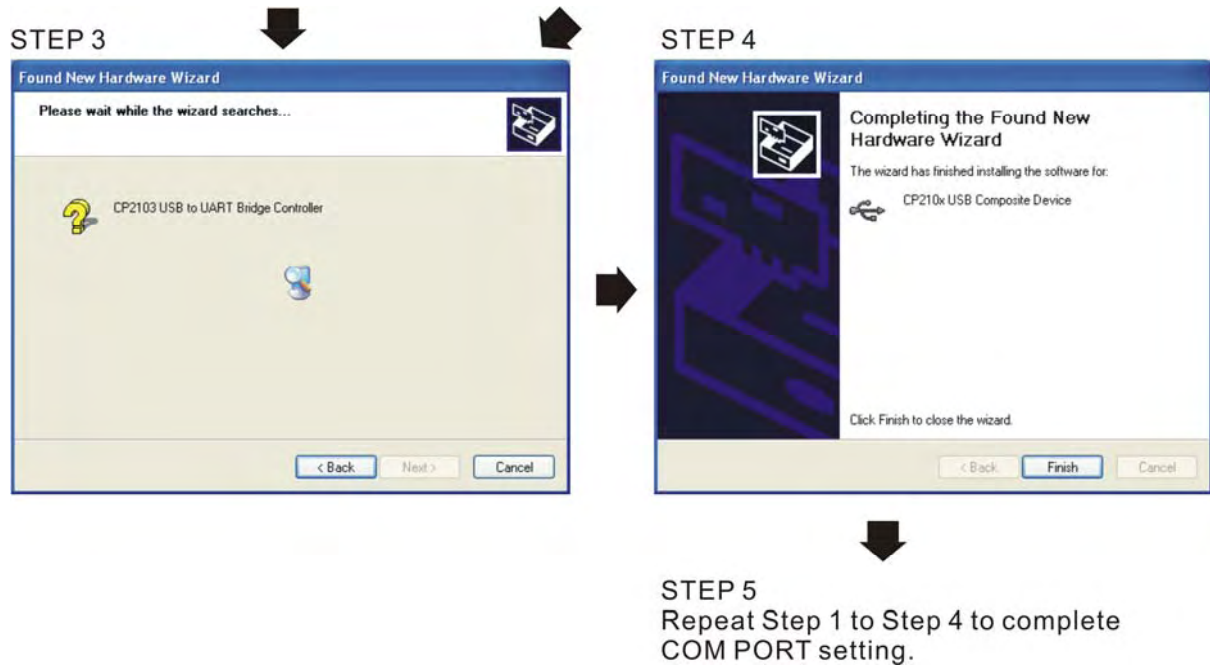 STEP 3
Found New Hardware Wizard
Please wait while the wizard searches...
CP2103 USB to UART Bridge Controller
< Back
Next >
Cancel
STEP 4
Found New Hardware Wizard
Completing the Found New
Hardware Wizard
The wizard has finished installing the software for:
CP210x USB Composite Device
Click Finish to close the wizard.
< Back
Finish
Cancel
STEP 5
Repeat Step 1 to Step 4 to complete
COM PORT setting.